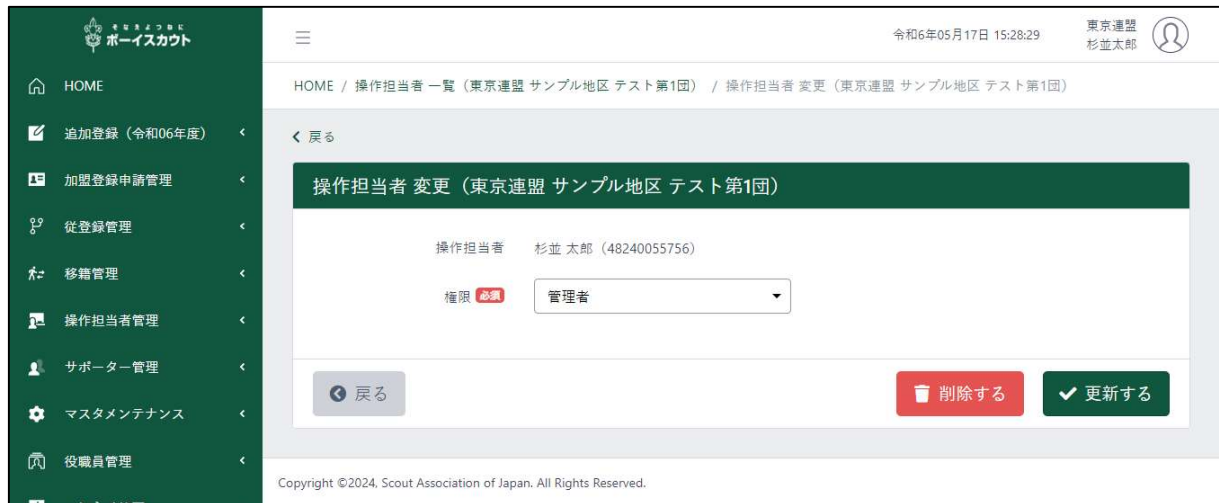 そなえよつねに
ボーイスカウト
令和6年05月17日 15:28:29
東京連盟
杉並太郎
HOME
追加登録（令和06年度）
加盟登録申請管理
従登録管理
移籍管理
操作担当者管理
サポーター管理
マスタメンテナンス
役職員管理
HOME / 操作担当者 一覧（東京連盟 サンプル地区 テスト第1団） / 操作担当者 変更（東京連盟 サンプル地区 テスト第1団）
戻る
操作担当者 変更（東京連盟 サンプル地区 テスト第1団）
操作担当者 杉並 太郎（48240055756）
権限 必須 管理者
戻る 削除する 更新する
Copyright ©2024, Scout Association of Japan. All Rights Reserved.